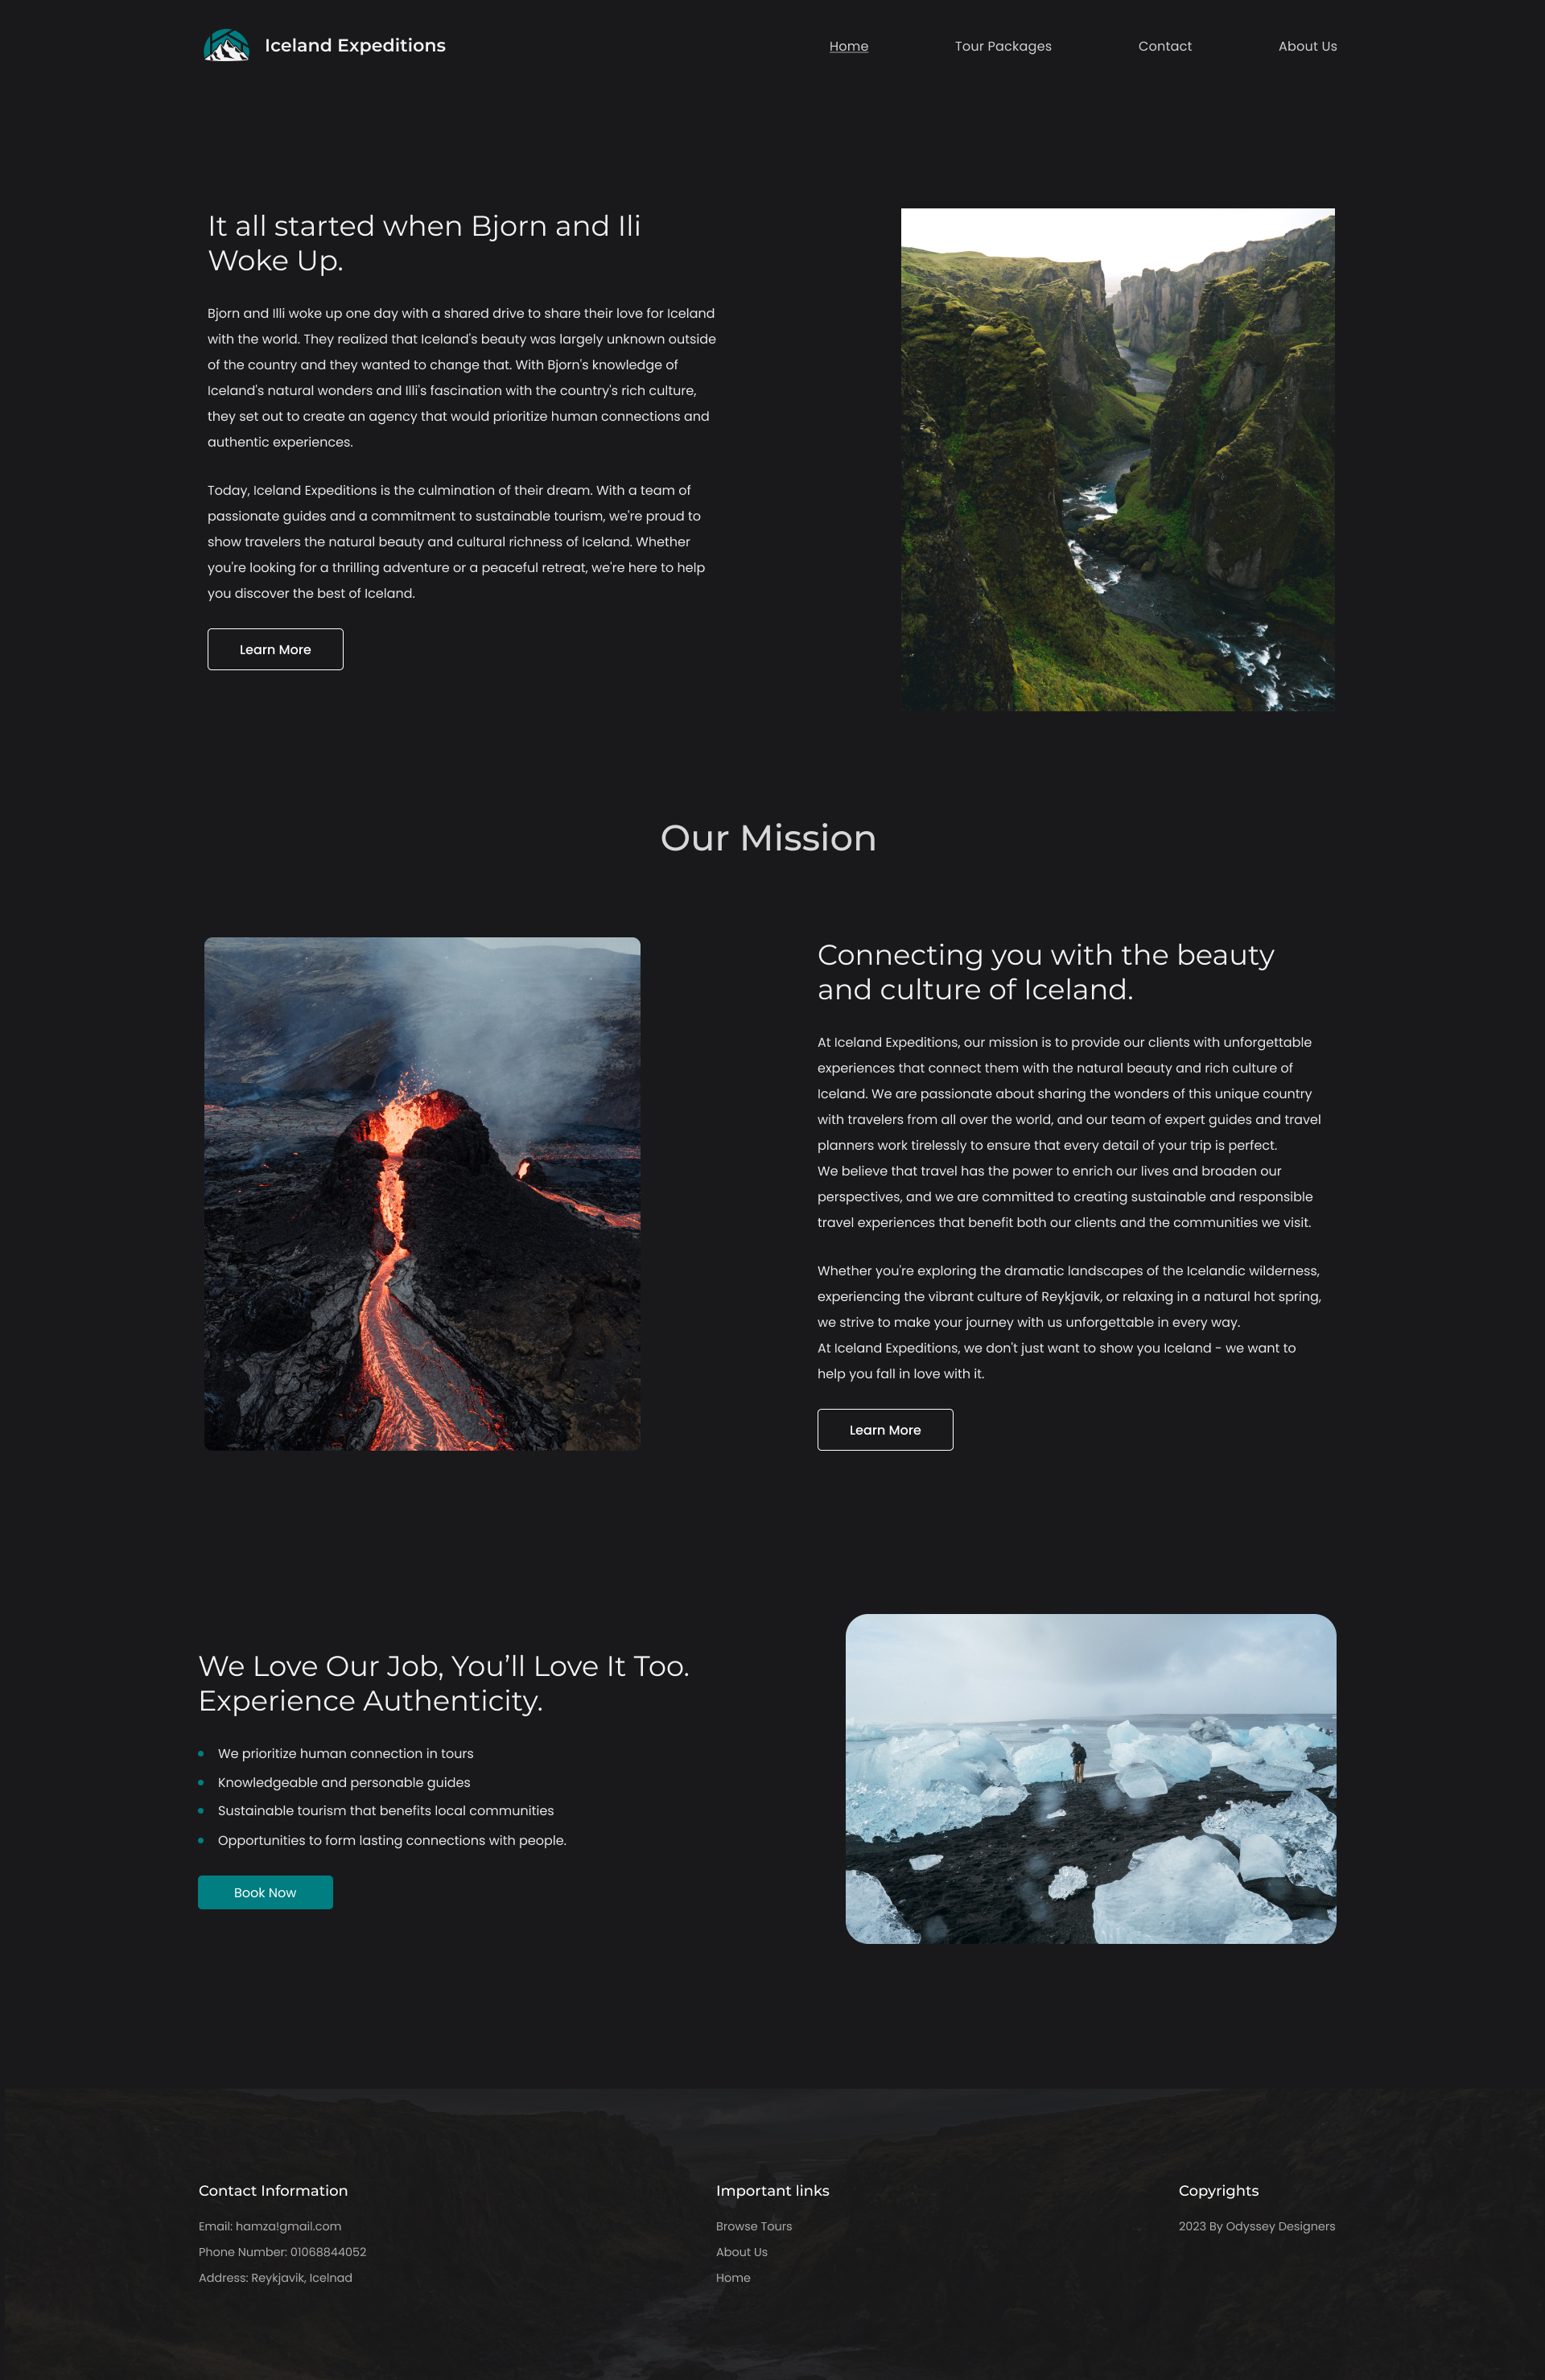 Iceland Expeditions
Home
Tour Packages
Contact
About Us
It all started when Bjorn and Ili
Woke Up.
Bjorn and Illi woke up one day with a shared drive to share their love for Iceland
with the world. They realized that Iceland's beauty was largely unknown outside
of the country and they wanted to change that. With Bjorn's knowledge of
Iceland's natural wonders and Illi's fascination with the country's rich culture,
they set out to create an agency that would prioritize human connections and
authentic experiences.
Today, Iceland Expeditions is the culmination of their dream. With a team of
passionate guides and a commitment to sustainable tourism, we're proud to
show travelers the natural beauty and cultural richness of Iceland. Whether
you're looking for a thrilling adventure or a peaceful retreat, we're here to help
you discover the best of Iceland.
Learn More
Our Mission
Connecting you with the beauty
and culture of Iceland.
At Iceland Expeditions, our mission is to provide our clients with unforgettable
experiences that connect them with the natural beauty and rich culture of
Iceland. We are passionate about sharing the wonders of this unique country
with travelers from all over the world, and our team of expert guides and travel
planners work tirelessly to ensure that every detail of your trip is perfect.
We believe that travel has the power to enrich our lives and broaden our
perspectives, and we are committed to creating sustainable and responsible
travel experiences that benefit both our clients and the communities we visit.
Whether you're exploring the dramatic landscapes of the Icelandic wilderness,
experiencing the vibrant culture of Reykjavik, or relaxing in a natural hot spring,
we strive to make your journey with us unforgettable in every way.
At Iceland Expeditions, we don't just want to show you Iceland - we want to
help you fall in love with it.
Learn More
We Love Our Job, You’ll Love It Too.
Experience Authenticity.
We prioritize human connection in tours
Knowledgeable and personable guides
Sustainable tourism that benefits local communities
Opportunities to form lasting connections with people.
Book Now
Contact Information
Email: hamza!gmail.com
Phone Number: 01068844052
Address: Reykjavik, Icelnad
Important links
Browse Tours
About Us
Home
Copyrights
2023 By Odyssey Designers